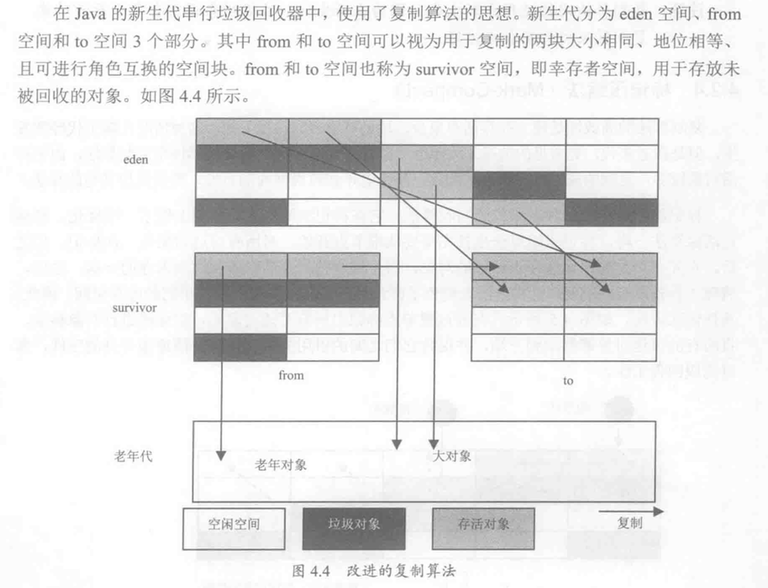 在 Java 的新生代串行垃圾回收器中，使用了复制算法的思想。新生代分为 eden 空间、from
空间和 to 空间 3 个部分。其中 from 和 to 空间可以视为用于复制的两块大小相同、地位相等、
且可进行角色互换的空间块。from 和 to 空间也称为 survivor 空间，即幸存者空间，用于存放未
被回收的对象。如图 4.4 所示。
eden
survivor
from
to
老年代
老年对象
大对象
空闲空间
垃圾对象
存活对象
复制
图 4.4 改进的复制算法